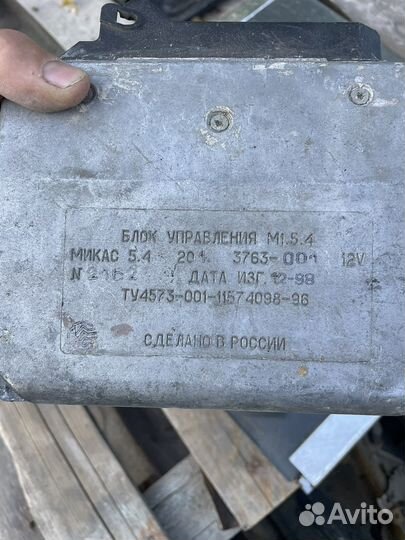 БЛОК УПРАВЛЕНИЯ М1.5.4
МИКАС 5.4 20 3763-001 12V
N ДАТА ИЗГ. 12-98
ТУ4573-001-11574098-96
СДЕЛАНО В РОССИИ
Avito